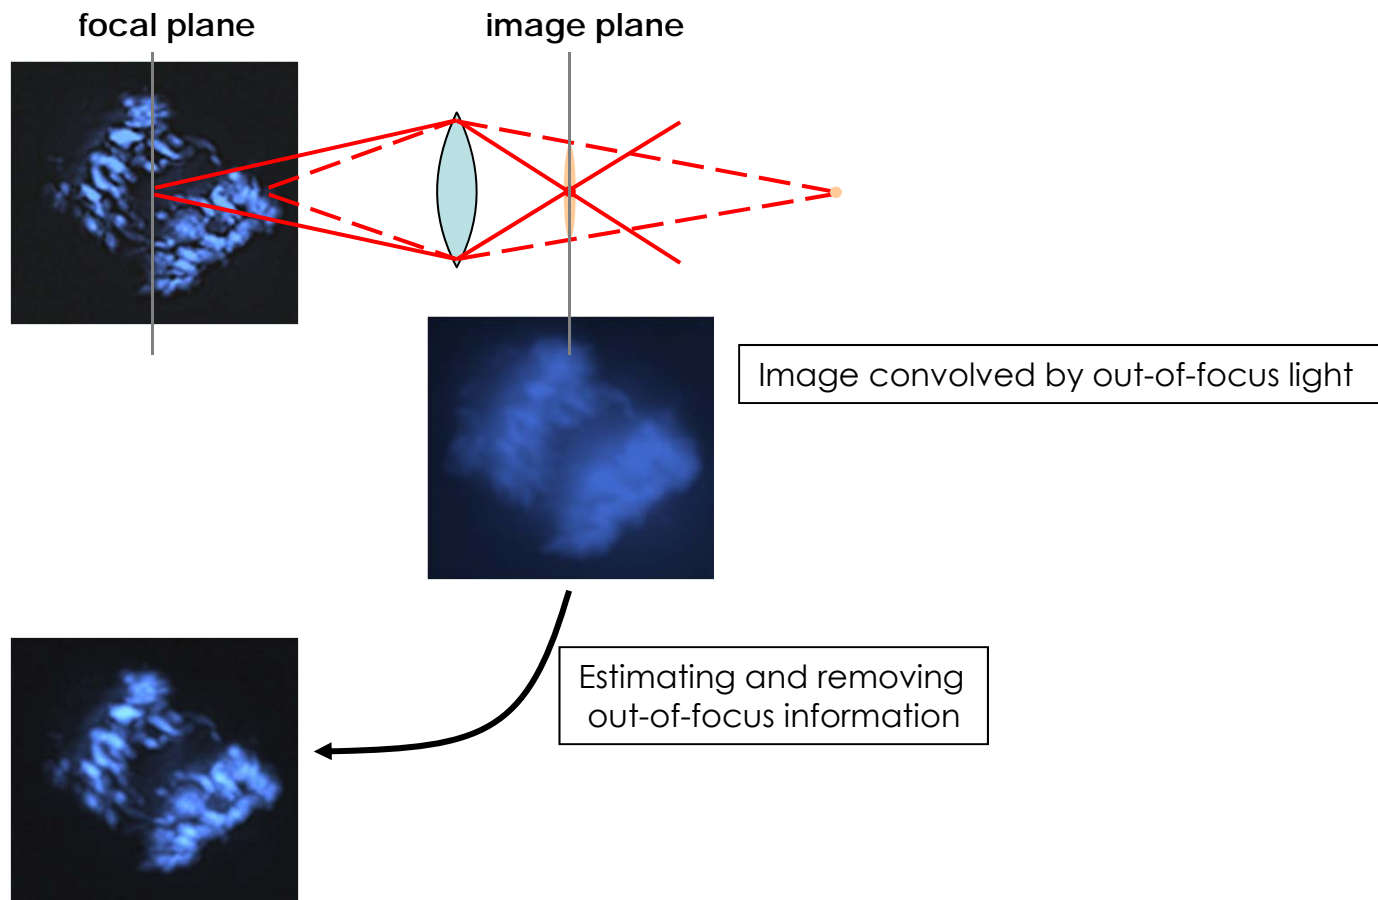 focal plane
image plane
Image convolved by out-of-focus light
Estimating and removing
out-of-focus information